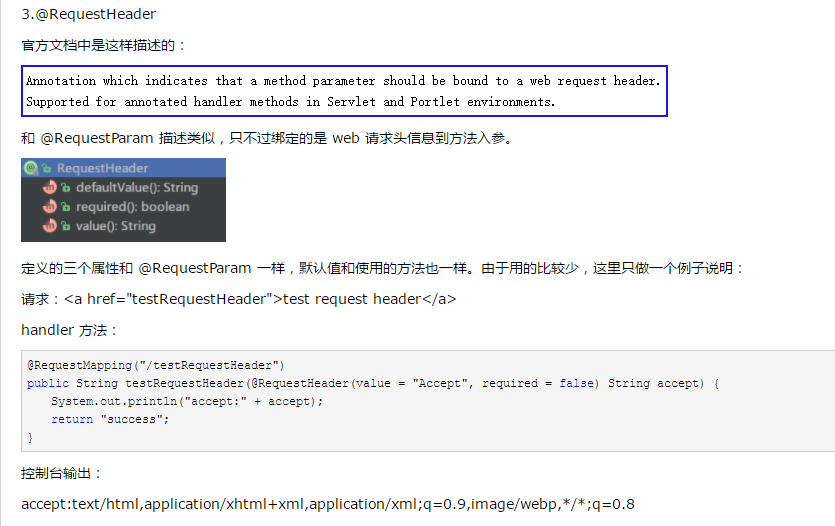 3.@RequestHeader
官方文档中是这样描述的：
Annotation which indicates that a method parameter should be bound to a web request header.
Supported for annotated handler methods in Servlet and Portlet environments.
和 @RequestParam 描述类似，只不过绑定的是 web 请求头信息到方法入参。
RequestHeader
defaultValue(): String
required(): boolean
value(): String
定义的三个属性和 @RequestParam 一样，默认值和使用的方法也一样。由于用的比较少，这里只做一个例子说明：
请求：<a href="testRequestHeader">test request header</a>
handler 方法：
@RequestMapping("/testRequestHeader")
public String testRequestHeader(@RequestHeader(value = "Accept", required = false) String accept) {
    System.out.println("accept:" + accept);
    return "success";
}
控制台输出：
accept:text/html,application/xhtml+xml,application/xml;q=0.9,image/webp,*/*;q=0.8